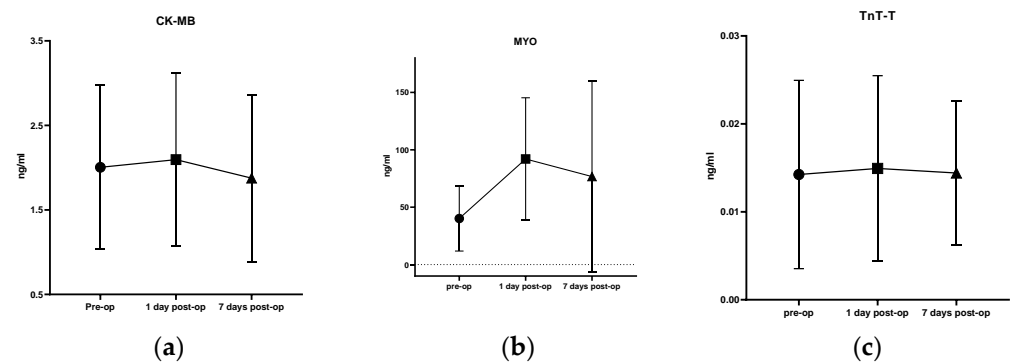 CK-MB
3.5
2.5
1.5
0.5
ng/ml
Pre-op
1 day post-op
7 days post-op
(a)
MYO
150
100
50
0
ng/ml
pre-op
1 day post-op
7 days post-op
(b)
TnT-T
0.03
0.02
0.01
0.00
ng/ml
pre-op
1 day post-op
7 days post-op
(c)